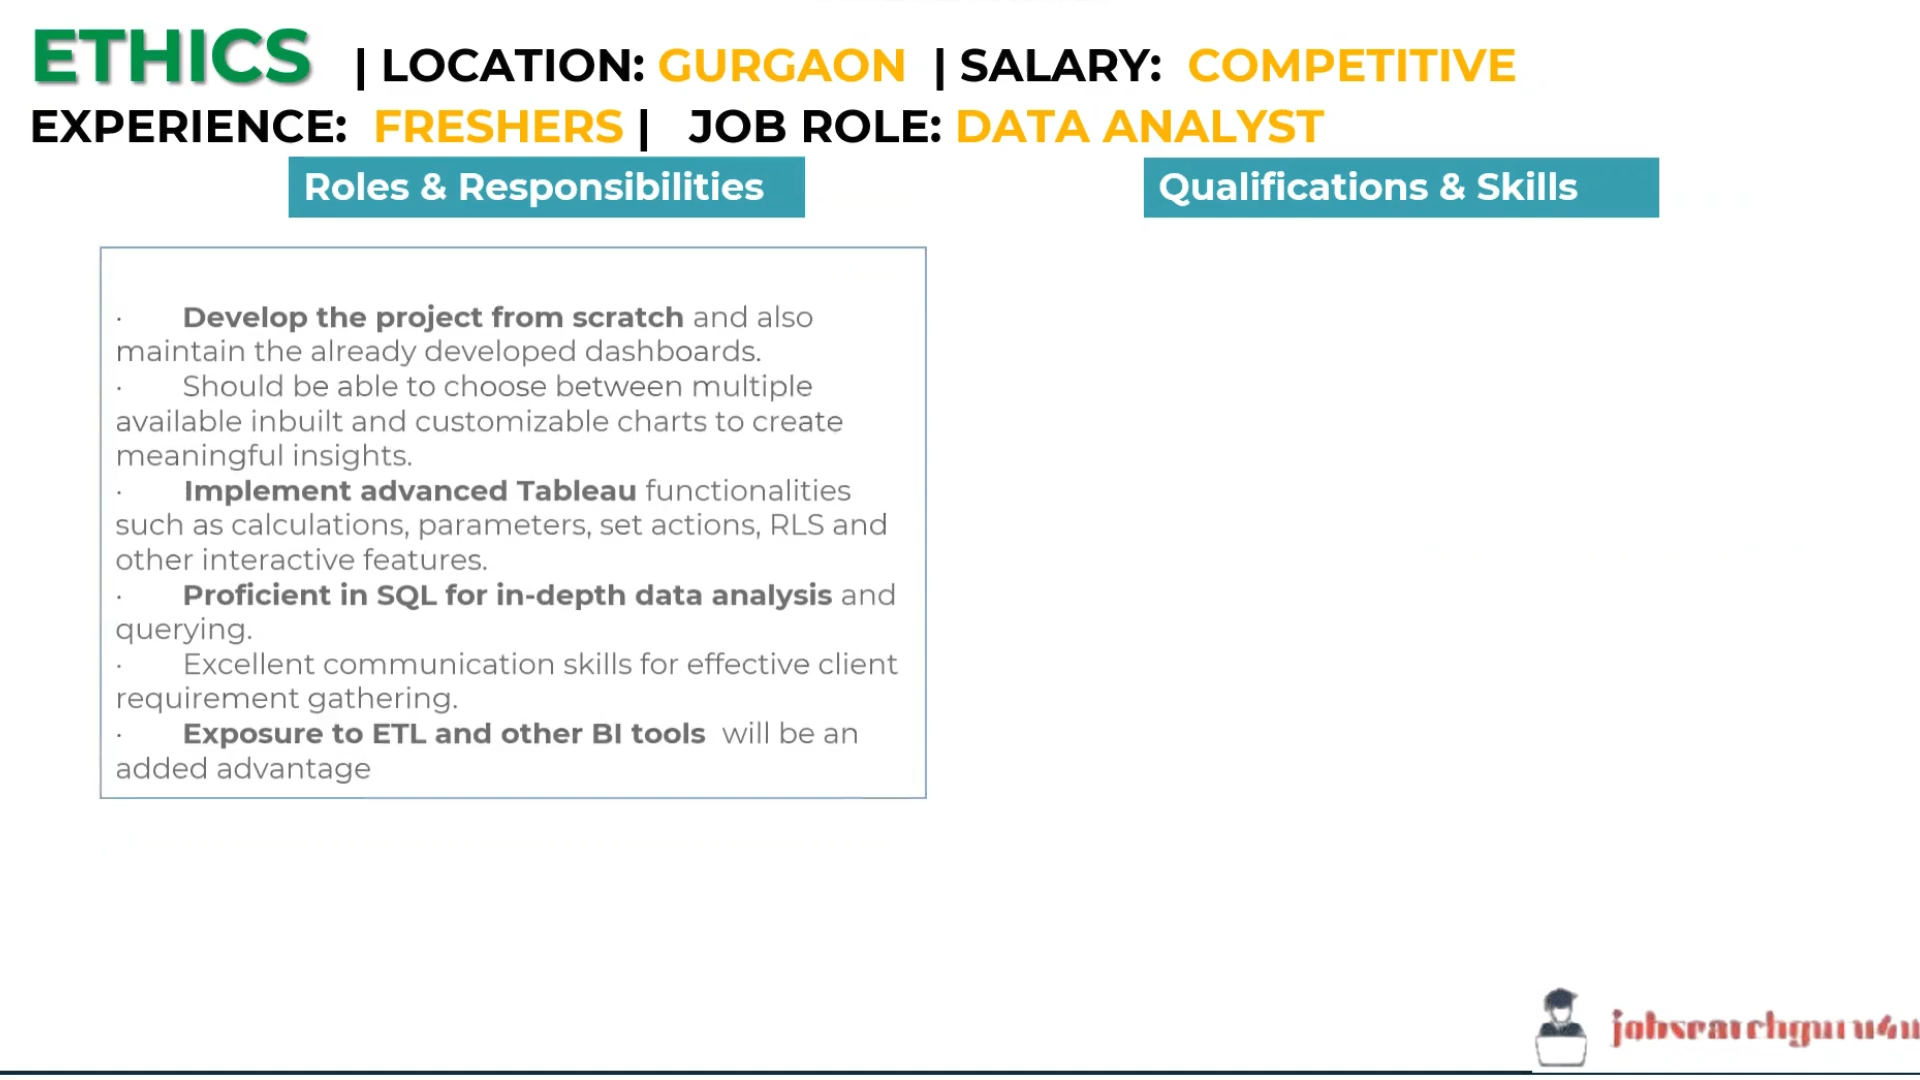 ETHICS | LOCATION: GURGAON | SALARY: COMPETITIVE
EXPERIENCE: FRESHERS | JOB ROLE: DATA ANALYST
Roles & Responsibilities
· Develop the project from scratch and also
maintain the already developed dashboards.
· Should be able to choose between multiple
available inbuilt and customizable charts to create
meaningful insights.
· Implement advanced Tableau functionalities
such as calculations, parameters, set actions, RLS and
other interactive features.
· Proficient in SQL for in-depth data analysis and
querying.
· Excellent communication skills for effective client
requirement gathering.
· Exposure to ETL and other BI tools will be an
added advantage
Qualifications & Skills
jobsearchguru4u